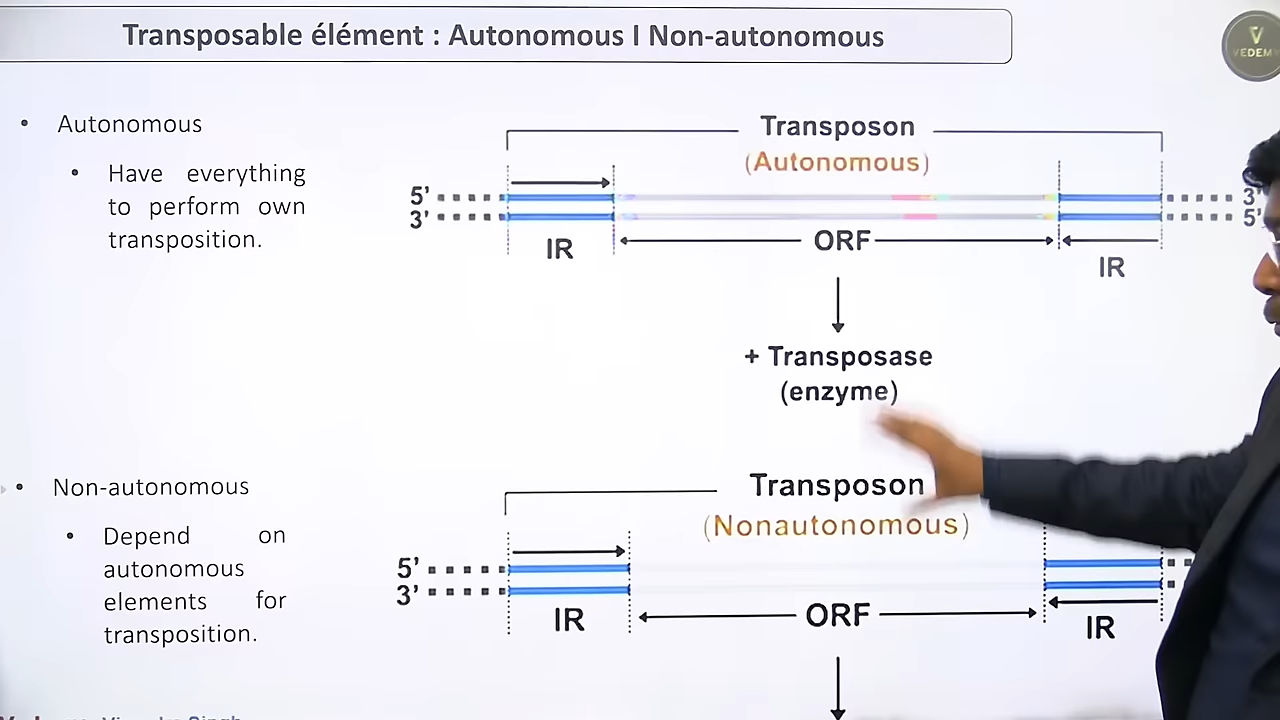 Transposable élément : Autonomous I Non-autonomous
V
VEDEMY
• Autonomous
• Have everything
to perform own
transposition.
Transposon
(Autonomous)
5’ 3’
3’ 5’
IR
ORF
IR
+ Transposase
(enzyme)
• Non-autonomous
• Depend on
autonomous
elements for
transposition.
Transposon
(Nonautonomous)
5’
3’
IR
ORF
IR